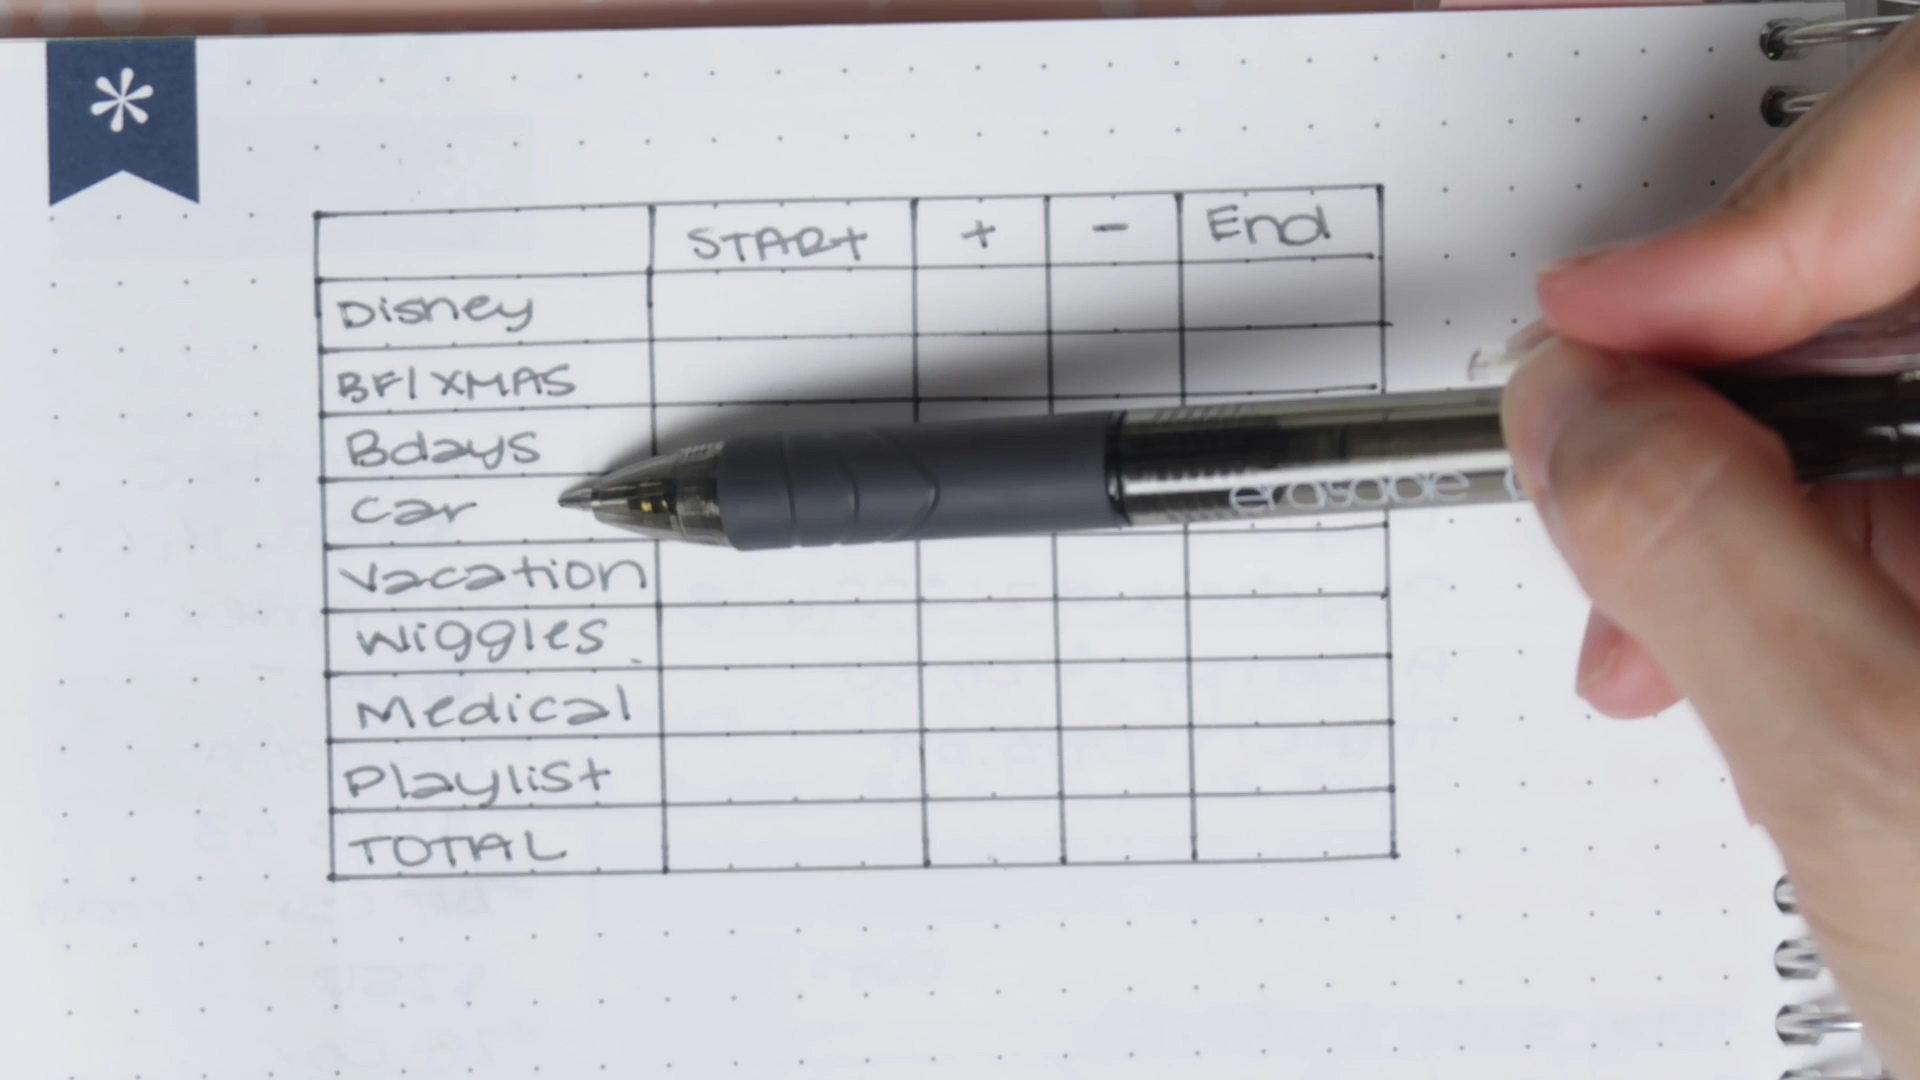 START + - End
Disney
BF/XMAS
Bdays
car
vacation
wiggles
Medical
Playlist
TOTAL
erasable